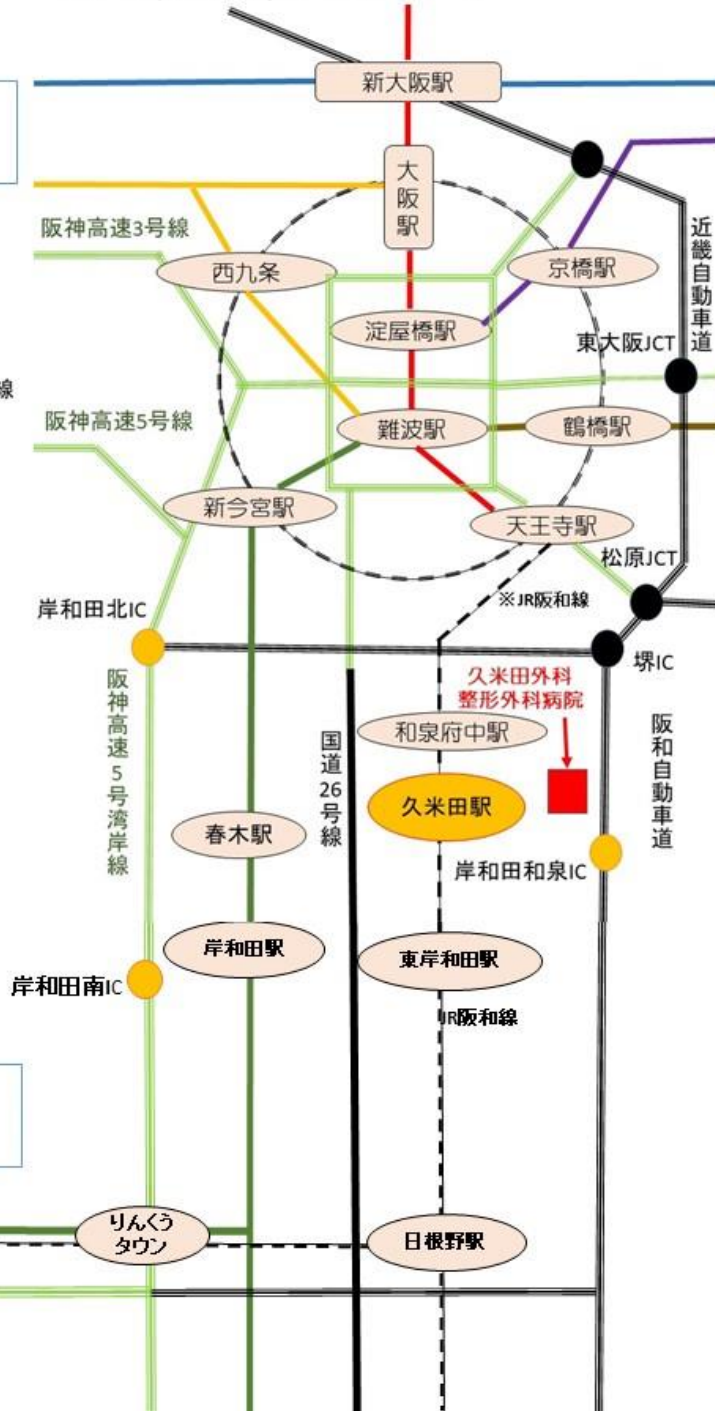 新大阪駅
大阪駅
阪神高速3号線
西九条
京橋駅
近畿自動車道
淀屋橋駅
東大阪JCT
線
阪神高速5号線
難波駅
鶴橋駅
新今宮駅
天王寺駅
松原JCT
※JR阪和線
岸和田北IC
堺IC
久米田外科
整形外科病院
阪神高速5号湾岸線
国道26号線
和泉府中駅
阪和自動車道
久米田駅
春木駅
岸和田和泉IC
岸和田駅
東岸和田駅
岸和田南IC
JR阪和線
りんくう
タウン
日根野駅